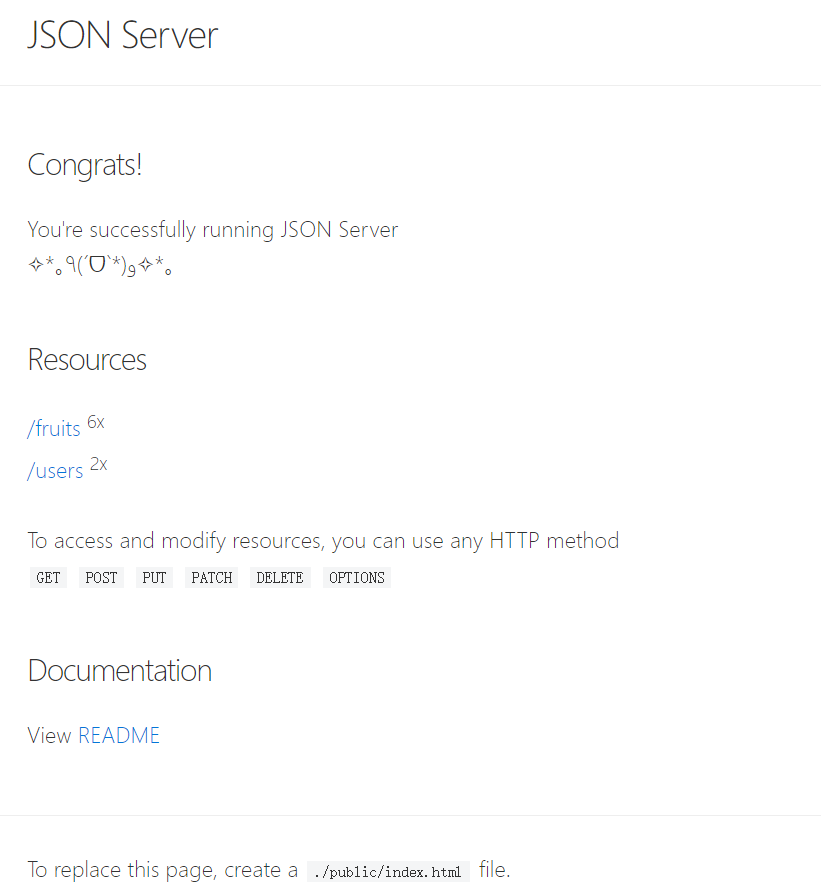 JSON Server
Congrats!
You're successfully running JSON Server
✧*｡٩(ˊᗜˋ*)و✧*｡
Resources
/fruits 6x
/users 2x
To access and modify resources, you can use any HTTP method
GET POST PUT PATCH DELETE OPTIONS
Documentation
View README
To replace this page, create a ./public/index.html file.